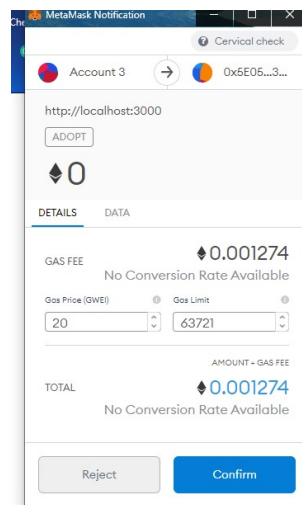 Che
MetaMask Notification
Cervical check
Account 3
0x5E05...3...
http://localhost:3000
ADOPT
0
DETAILS DATA
GAS FEE
0.001274
No Conversion Rate Available
Gas Price (GWEI) Gas Limit
20 63721
AMOUNT + GAS FEE
TOTAL
0.001274
No Conversion Rate Available
Reject Confirm